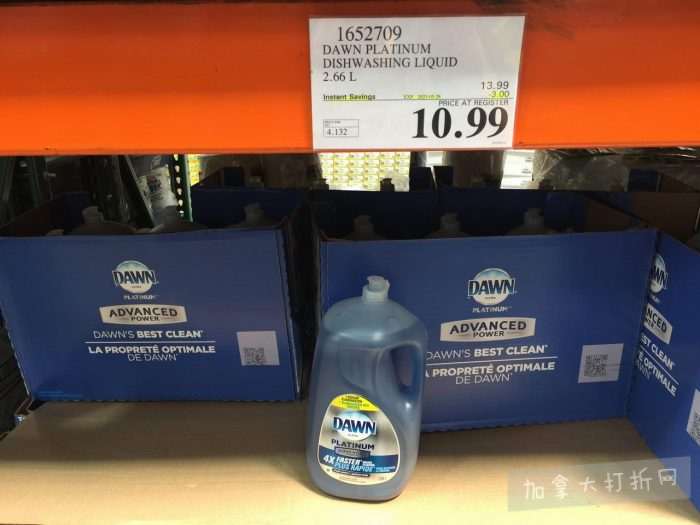 1652709
DAWN PLATINUM
DISHWASHING LIQUID
2.66 L
13.99
Instant Savings
-3.00
PRICE AT REGISTER
4.132
10.99
DAWN
PLATINUM
ADVANCED
POWER
DAWN'S BEST CLEAN*
LA PROPRETÉ OPTIMALE
DE DAWN*
DAWN
PLATINUM
ADVANCED
POWER
DAWN'S BEST CLEAN*
LA PROPRETÉ OPTIMALE
DE DAWN*
DAWN
PLATINUM
4X FASTER
PLUS RAPIDE
加拿大打折网